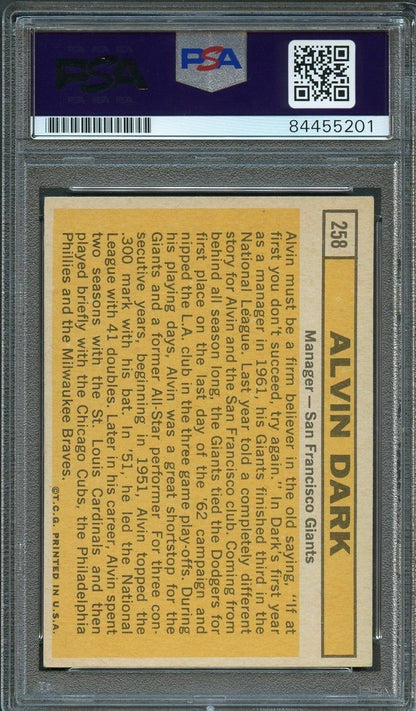 PSA
PSA
84455201
258
ALVIN DARK
Manager — San Francisco Giants
Alvin must be a firm believer in the old saying, "If at
first you don't succeed, try again." In Dark's first year
as a manager in 1961, his Giants finished third in the
National League. Last year told a completely different
story for Alvin and the San Francisco club. Coming from
behind all season long, the Giants tied the Dodgers for
first place on the last day of the '62 campaign and
nipped the L.A. club in the three game play-offs. During
his playing days, Alvin was a great shortstop for the
Giants and a former All-Star performer For three con-
secutive years, beginning in 1951, Alvin topped the
.300 mark with his bat. In '51, he led the National
League with 41 doubles. Later in his career, Alvin spent
two seasons with the St. Louis Cardinals and then
played briefly with the Chicago Cubs, the Philadelphia
Phillies and the Milwaukee Braves.
©T.C.G. PRINTED IN U.S.A.